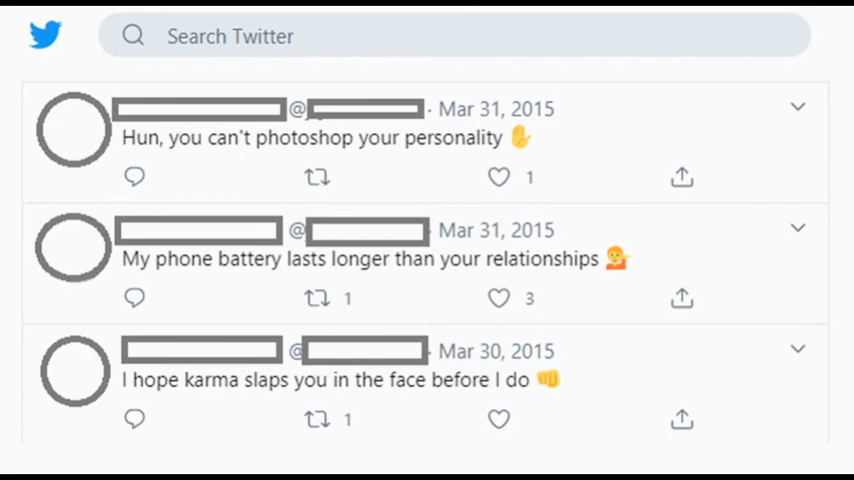 Search Twitter
@ · Mar 31, 2015
Hun, you can't photoshop your personality ✋
1
@ · Mar 31, 2015
My phone battery lasts longer than your relationships 💁
1 3
@ · Mar 30, 2015
I hope karma slaps you in the face before I do 👊
1